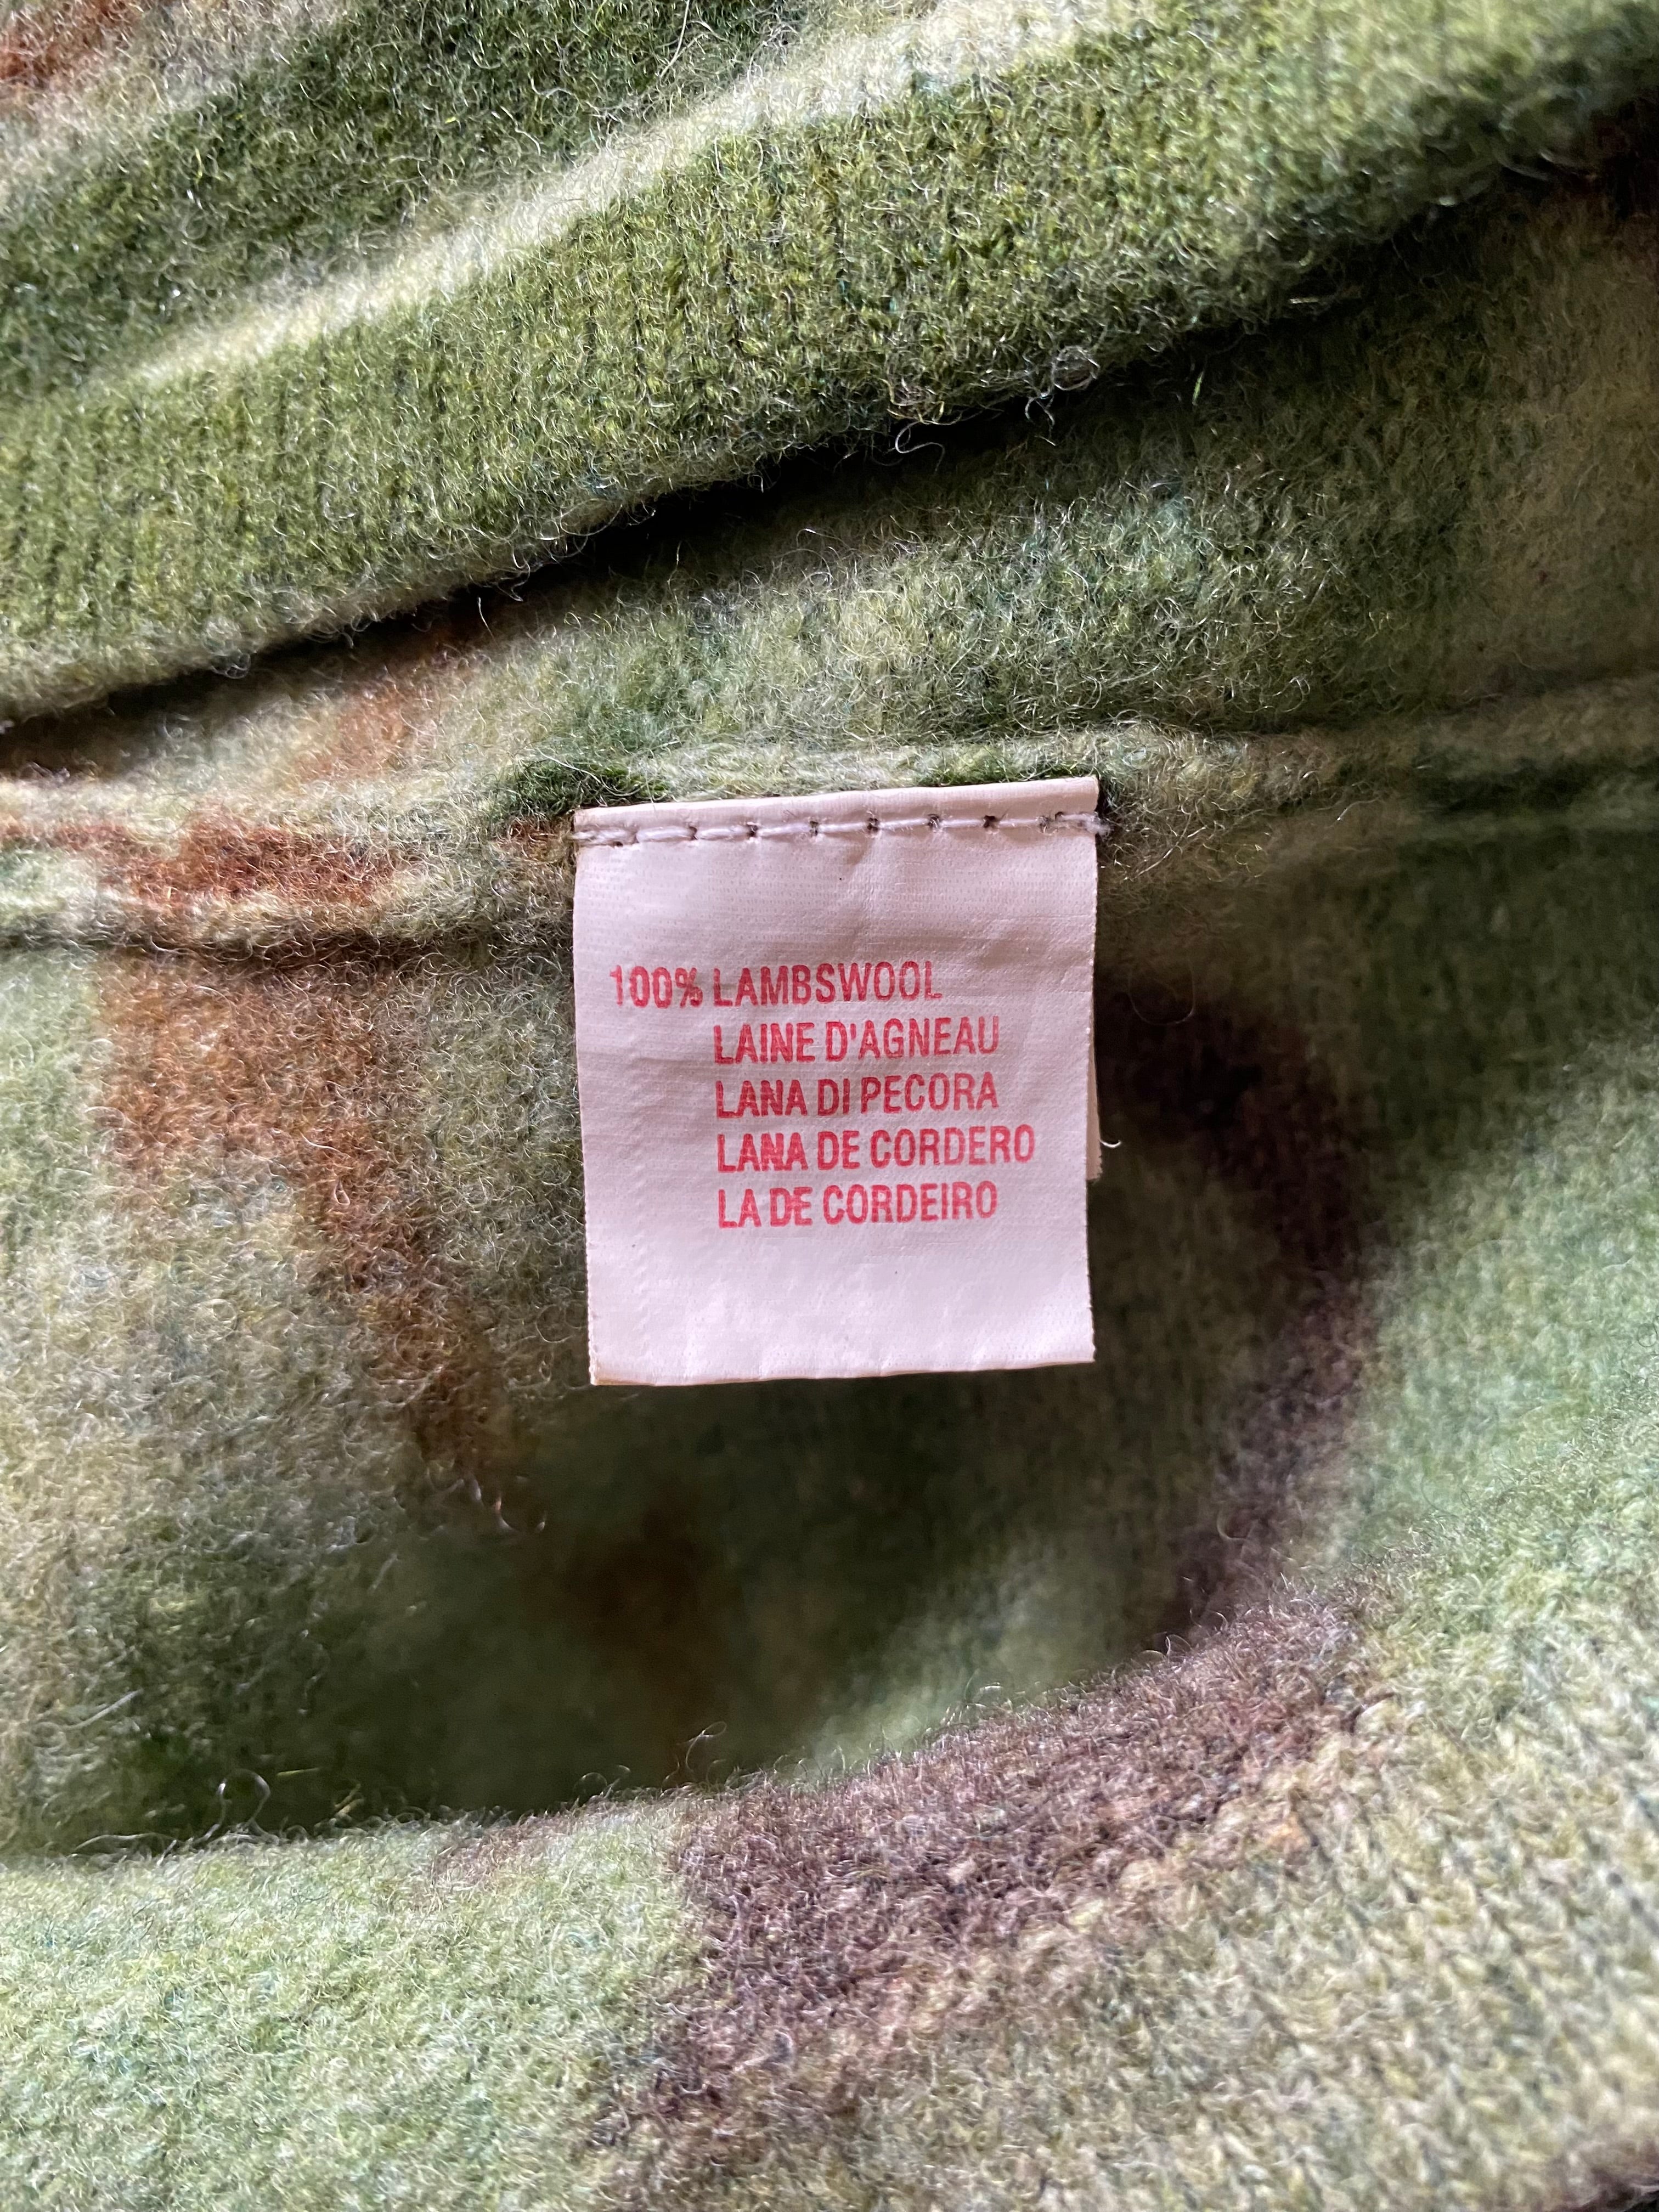 100% LAMBSWOOL
LAINE D'AGNEAU
LANA DI PECORA
LANA DE CORDERO
LA DE CORDEIRO